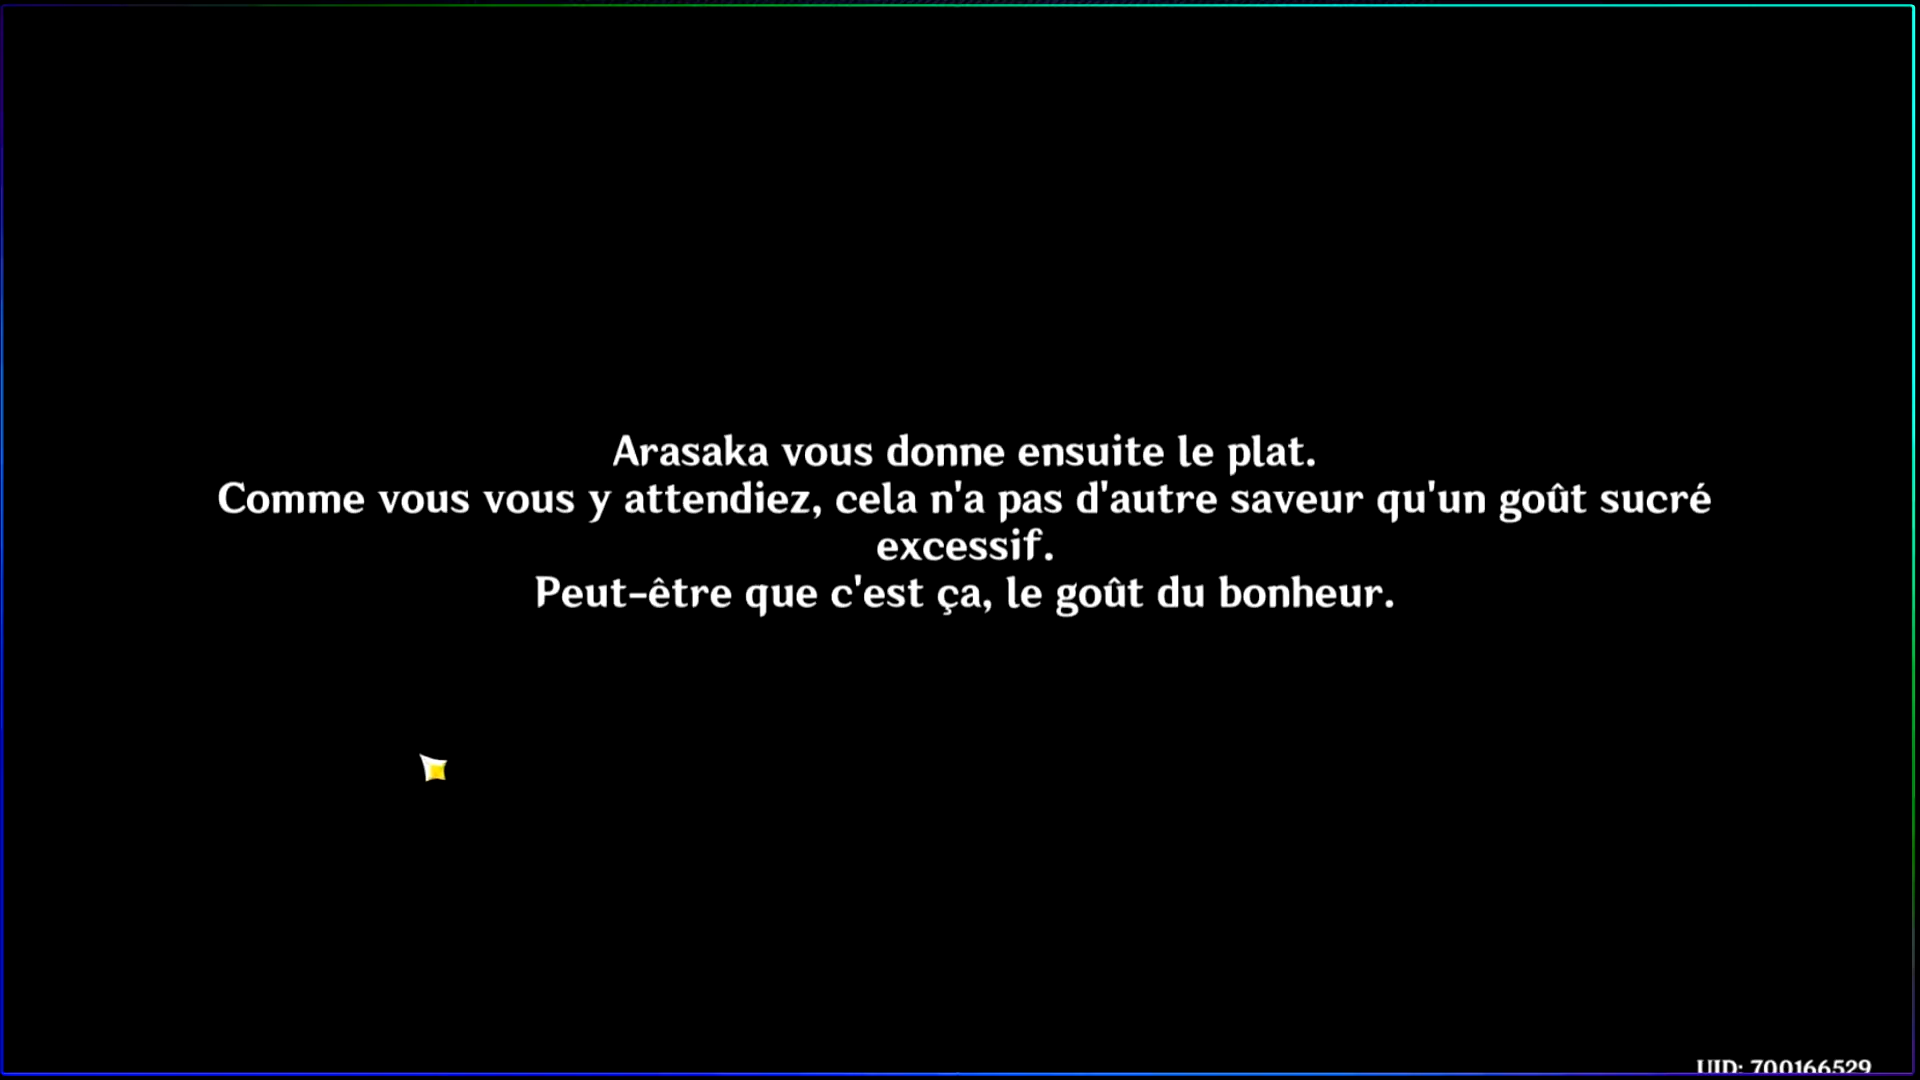 Arasaka vous donne ensuite le plat.
Comme vous vous y attendiez, cela n'a pas d'autre saveur qu'un goût sucré
excessif.
Peut-être que c'est ça, le goût du bonheur.
UID: 700166529